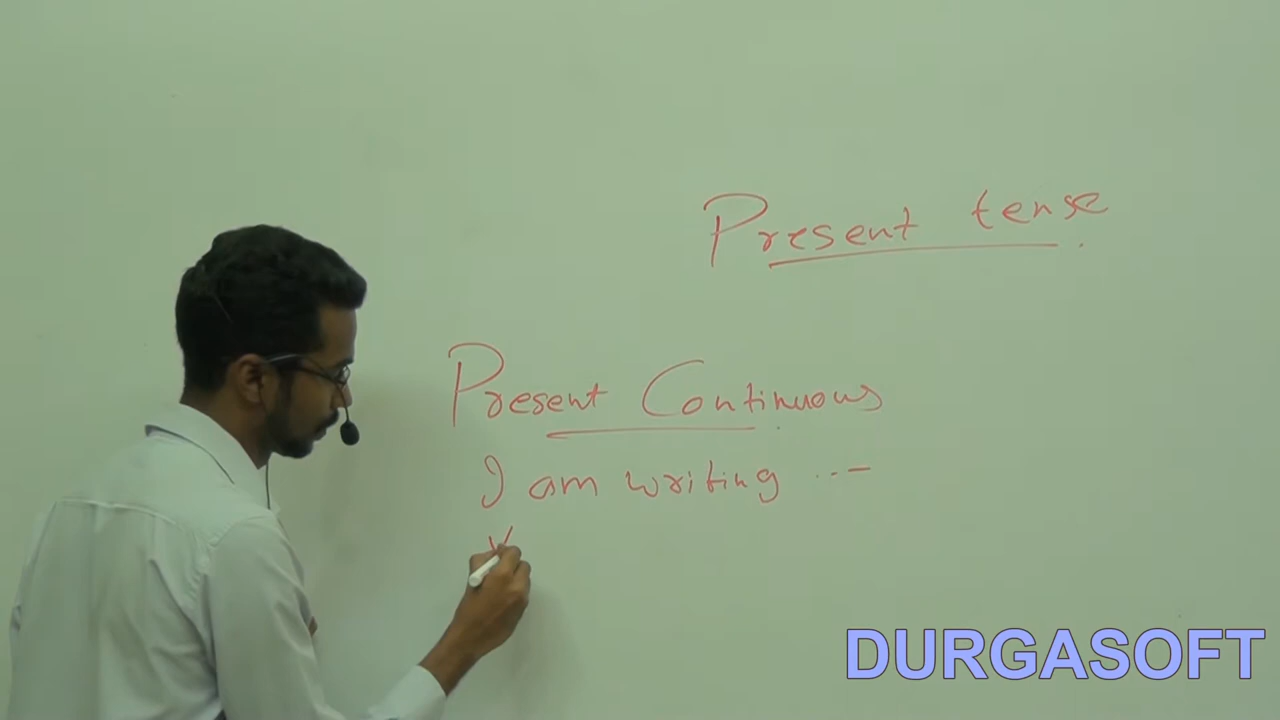 Present tense
Present Continuous
I am writing ...-
DURGASOFT